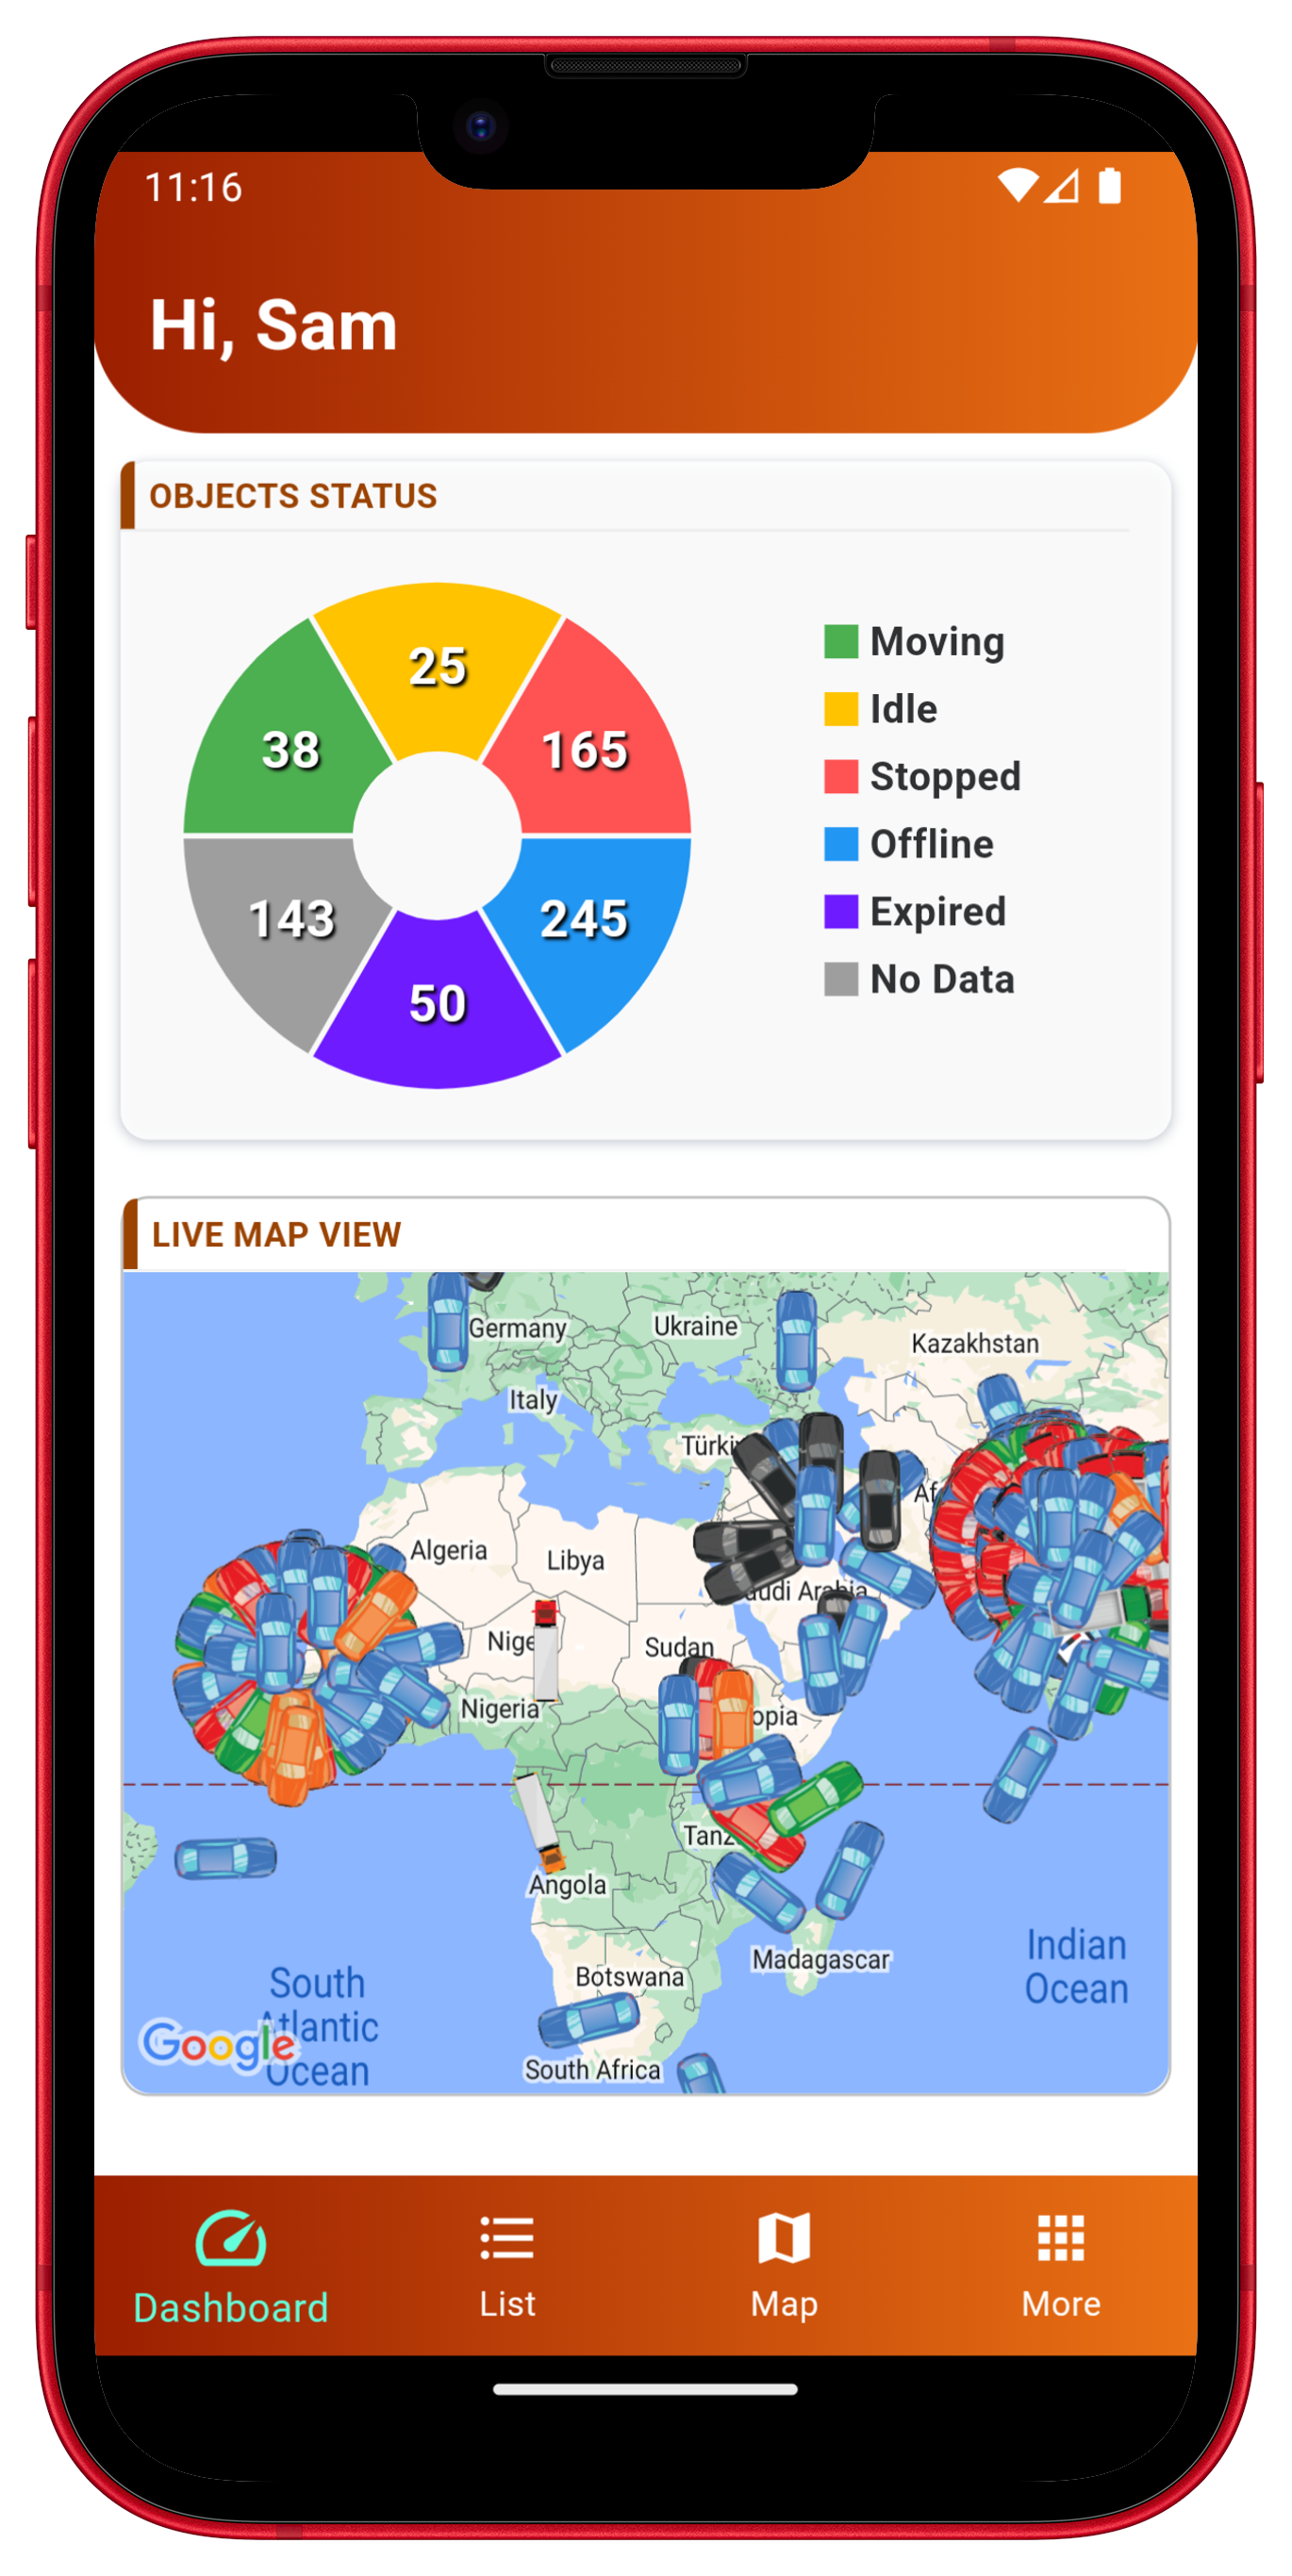 11:16
Hi, Sam
OBJECTS STATUS
25
38
165
143
245
50
Moving
Idle
Stopped
Offline
Expired
No Data
LIVE MAP VIEW
Germany
Ukraine
Kazakhstan
Italy
Türki
Af
Algeria
Libya
audi Arabia
Nige
Sudan
Nigeria
opia
Tanz
Angola
Madagascar
Botswana
South Africa
Indian
Ocean
South
Atlantic
Ocean
Google
Dashboard
List
Map
More